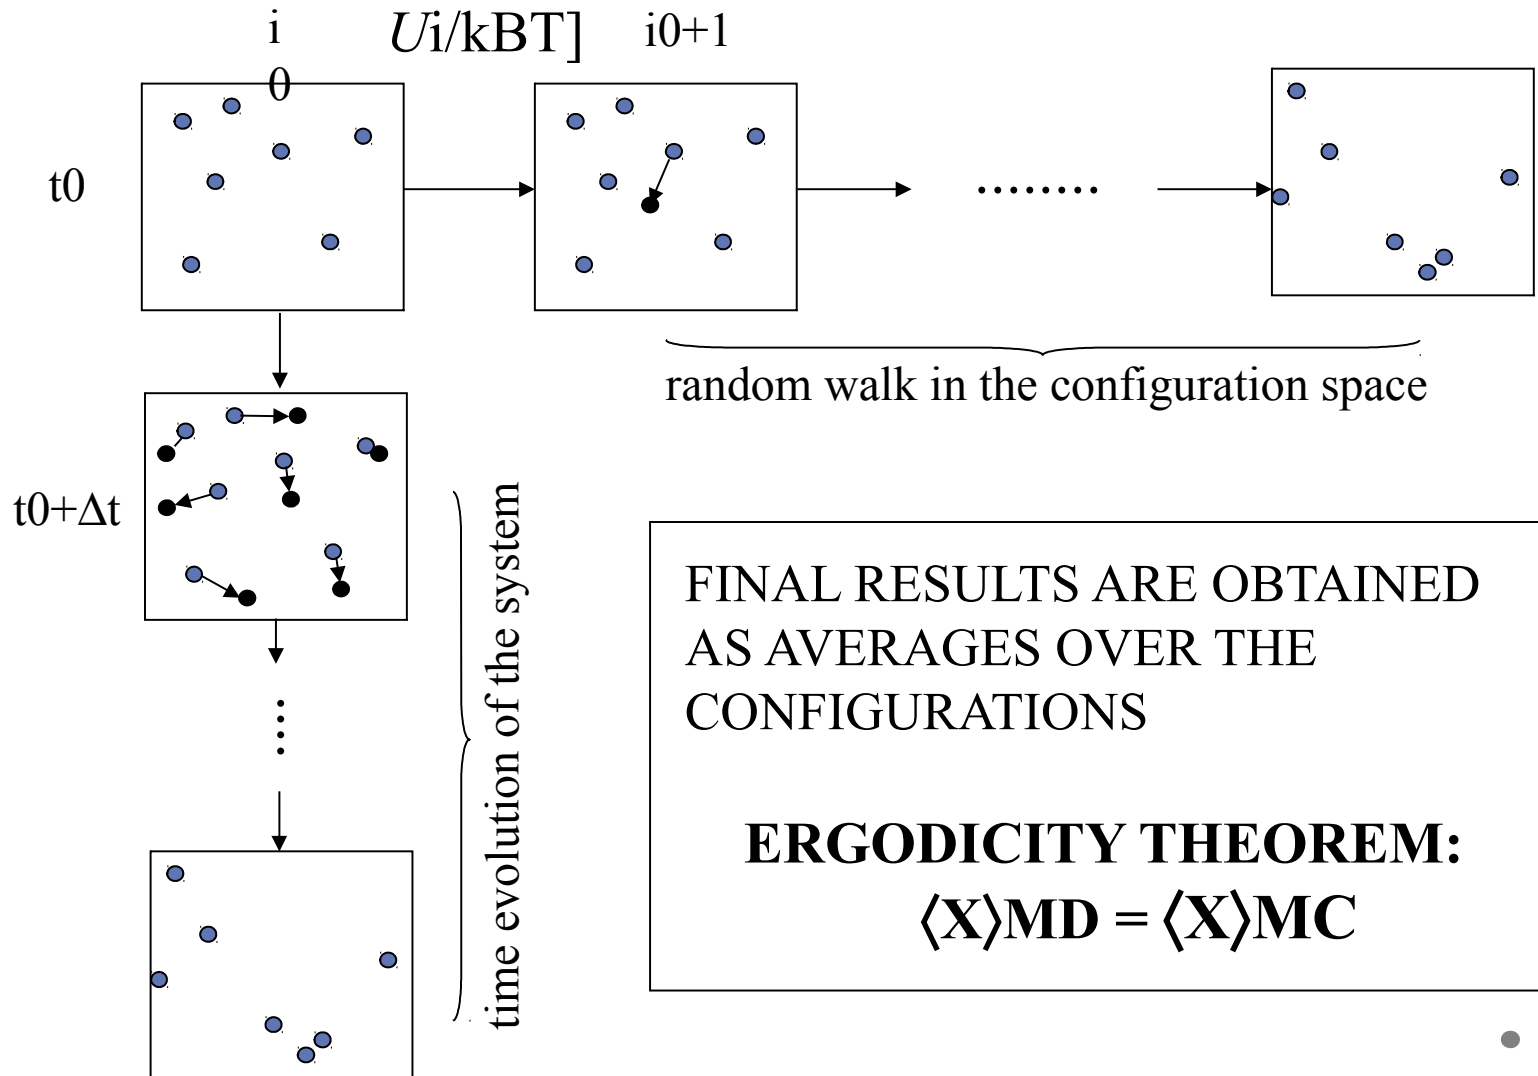 i
0
Ui/kBT]
i0+1
t0
........
random walk in the configuration space
t0+Δt
....
time evolution of the system
FINAL RESULTS ARE OBTAINED
AS AVERAGES OVER THE
CONFIGURATIONS
ERGODICITY THEOREM:
⟨X⟩MD = ⟨X⟩MC